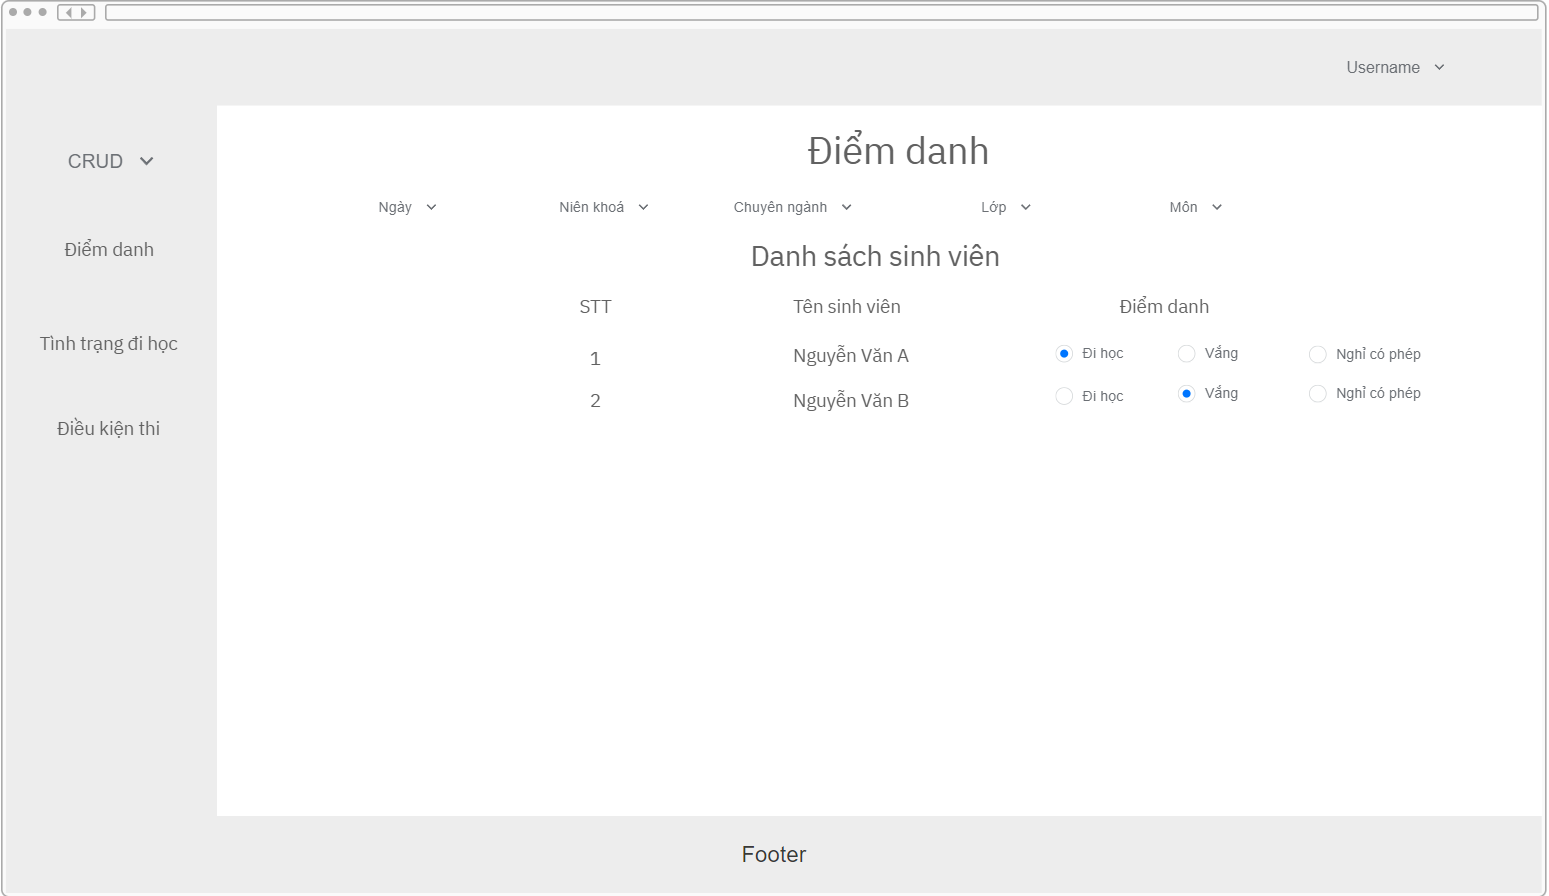 Username
CRUD
Điểm danh
Tình trạng đi học
Điều kiện thi
Điểm danh
Ngày Niên khoá Chuyên ngành Lớp Môn
Danh sách sinh viên
STT Tên sinh viên Điểm danh
1 Nguyễn Văn A Đi học Vắng Nghỉ có phép
2 Nguyễn Văn B Đi học Vắng Nghỉ có phép
Footer